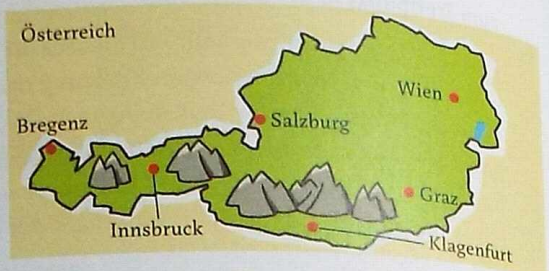 Österreich
Wien
Bregenz
Salzburg
Graz
Innsbruck
Klagenfurt